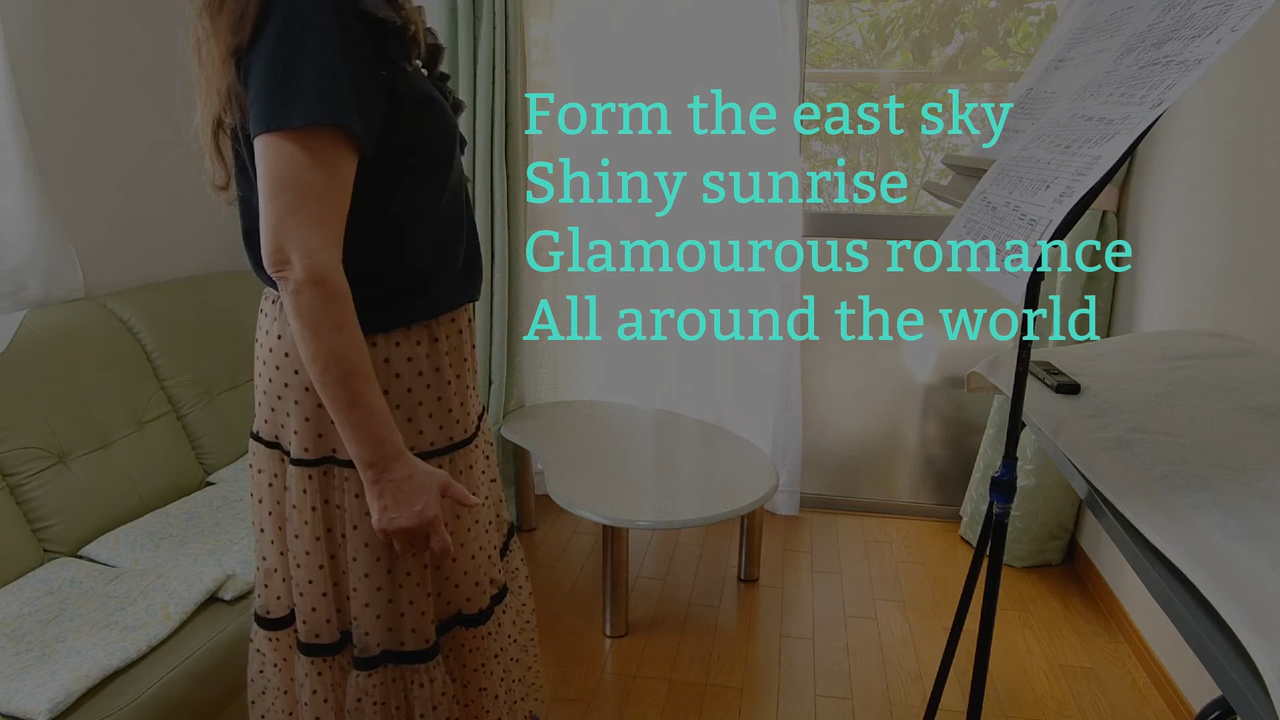 Form the east sky
Shiny sunrise
Glamourous romance
All around the world